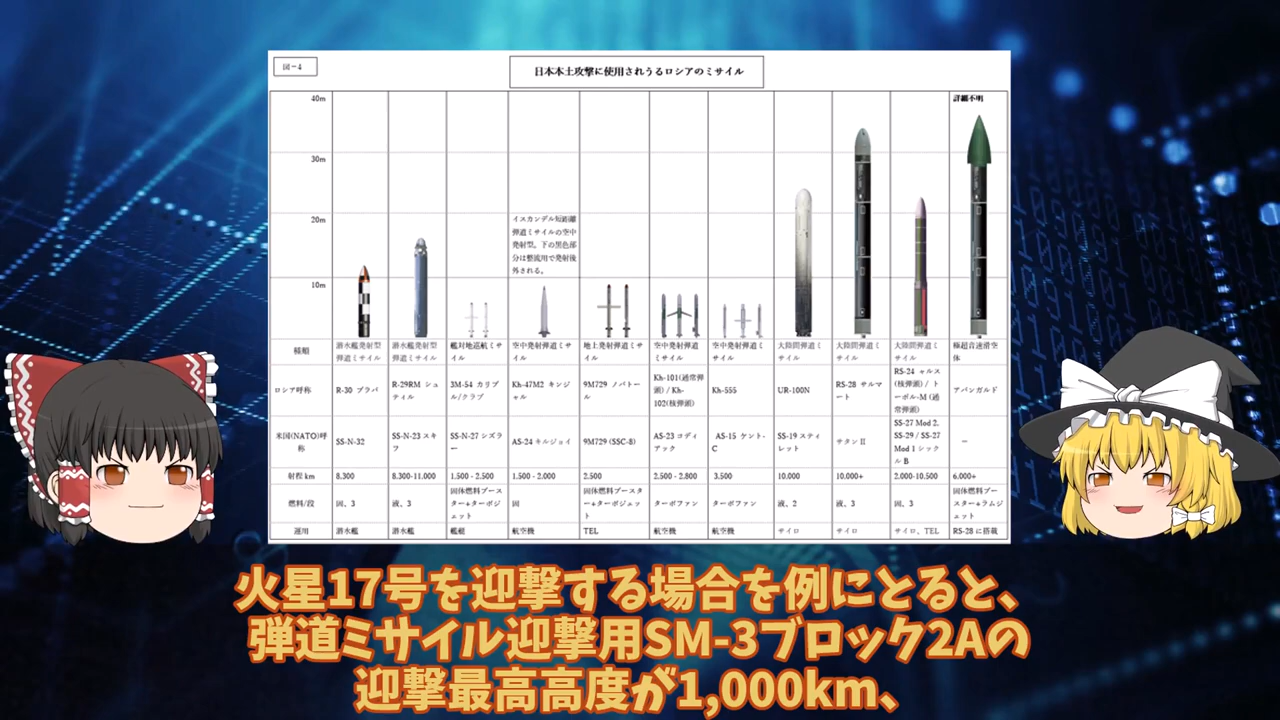 図－4
日本本土攻撃に使用されうるロシアのミサイル
40m
詳細不明
30m
20m
イスカンデル短距離
弾道ミサイルの空中
発射型。下の黒色部
分は整流用で発射後
外される。
10m
種類
潜水艦発射型
弾道ミサイル
潜水艦発射型
弾道ミサイル
艦対地巡航ミサ
イル
空中発射弾道ミサ
イル
地上発射弾道ミサ
イル
空中発射弾道
ミサイル
空中発射弾道ミ
サイル
大陸間弾道ミ
サイル
大陸間弾道ミ
サイル
大陸間弾道ミ
サイル
極超音速滑空
体
ロシア呼称
R-30 ブラバ
R-29RM シュ
ティイル
3M-54 カリブ
ル/クラブ
Kh-47M2 キンジ
ャル
9M729 ノバトー
ル
Kh-101(通常弾
頭) / Kh-
102(核弾頭)
Kh-555
UR-100N
RS-28 サルマ
ート
RS-24 ャルス
(核弾頭) / ト
ーポル-M (通
常弾頭)
アバンガルド
米国(NATO)呼
称
SS-N-32
SS-N-23 スキ
フ
SS-N-27 シズラ
ー
AS-24 キルジョイ
9M729 (SSC-8)
AS-23 コディ
アック
AS-15 ケント-
C
SS-19 スティ
レット
サタンⅡ
SS-27 Mod 2,
SS-29 / SS-27
Mod 1 シック
ル B
－
射程 km
8.300
8.300-11.000
1.500 - 2.500
1.500 - 2.000
2.500
2.500 - 2.800
3.500
10.000
10.000+
2.000-10.500
6.000+
燃料/段
固、3
液、3
固体燃料ブース
ター+ターボジ
ェット
固
固体燃料ブースタ
ー+ターボジェッ
ト
ターボファン
ターボファン
液、2
液、3
固、3
固体燃料ブー
スター+ラムジ
ェット
運用
潜水艦
潜水艦
艦艇
航空機
TEL
航空機
航空機
サイロ
サイロ
サイロ、TEL
RS-28 に搭載
火星17号を迎撃する場合を例にとると、
弾道ミサイル迎撃用SM-3ブロック2Aの
迎撃最高高度が1,000km、